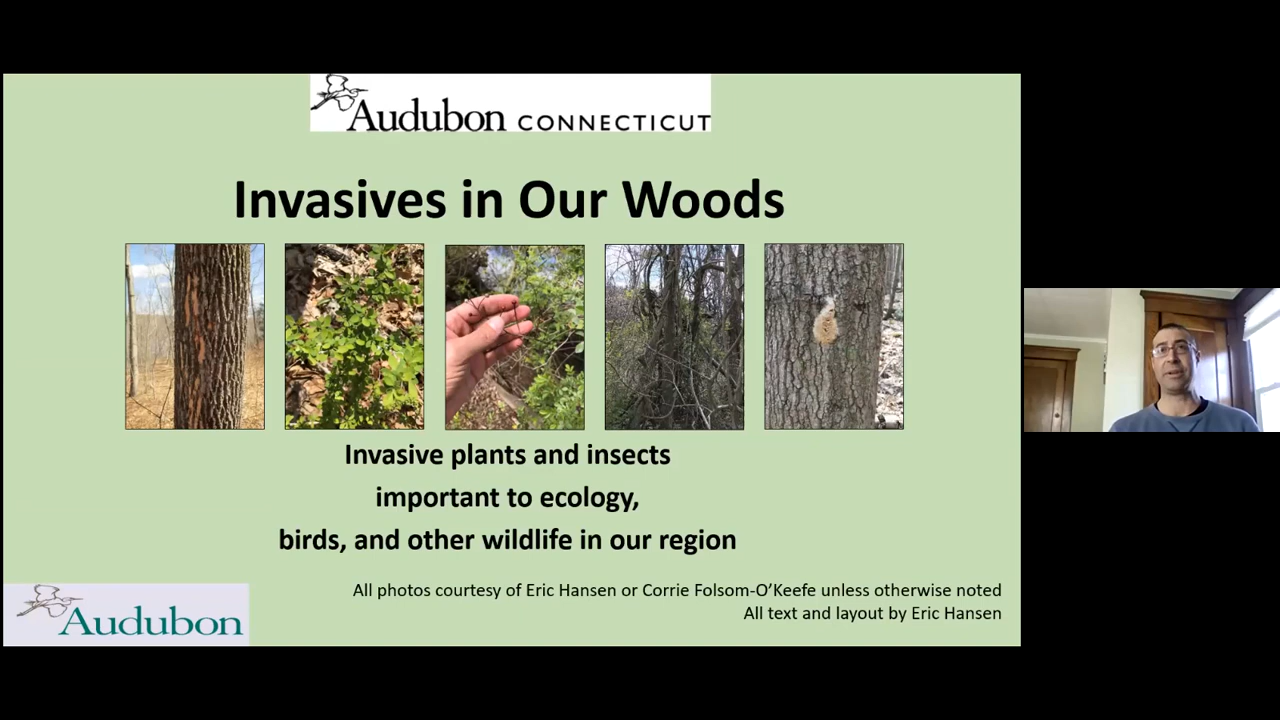 Audubon CONNECTICUT
Invasives in Our Woods
Invasive plants and insects
important to ecology,
birds, and other wildlife in our region
All photos courtesy of Eric Hansen or Corrie Folsom-O'Keefe unless otherwise noted
All text and layout by Eric Hansen
Audubon